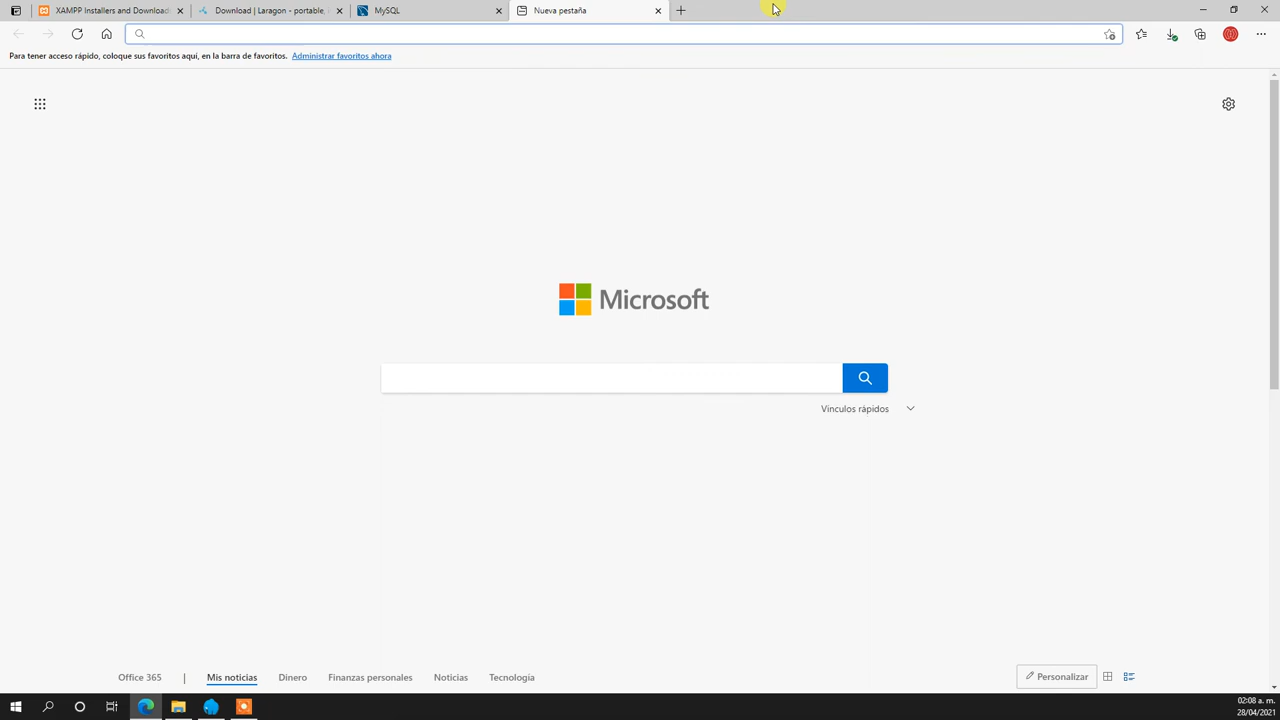 XAMPP Installers and Download
Download | Laragon - portable,
MySQL
Nueva pestaña
Para tener acceso rápido, coloque sus favoritos aquí, en la barra de favoritos. Administrar favoritos ahora
Microsoft
Vínculos rápidos
Office 365 | Mis noticias Dinero Finanzas personales Noticias Tecnología
Personalizar
02:08 a. m.
28/04/2021